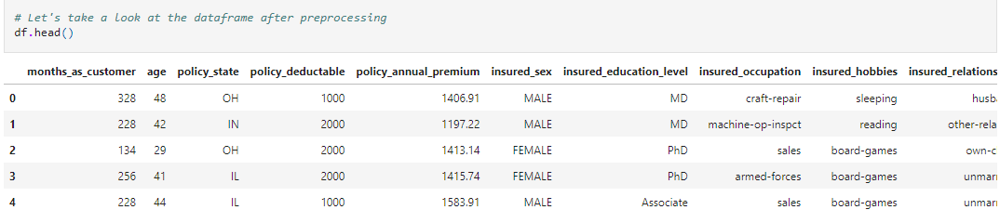 # Let's take a look at the dataframe after preprocessing
df.head()
months_as_customer age policy_state policy_deductable policy_annual_premium insured_sex insured_education_level insured_occupation insured_hobbies insured_relations
0 328 48 OH 1000 1406.91 MALE MD craft-repair sleeping husb
1 228 42 IN 2000 1197.22 MALE MD machine-op-inspct reading other-rela
2 134 29 OH 2000 1413.14 FEMALE PhD sales board-games own-c
3 256 41 IL 2000 1415.74 FEMALE PhD armed-forces board-games unmar
4 228 44 IL 1000 1583.91 MALE Associate sales board-games unmar